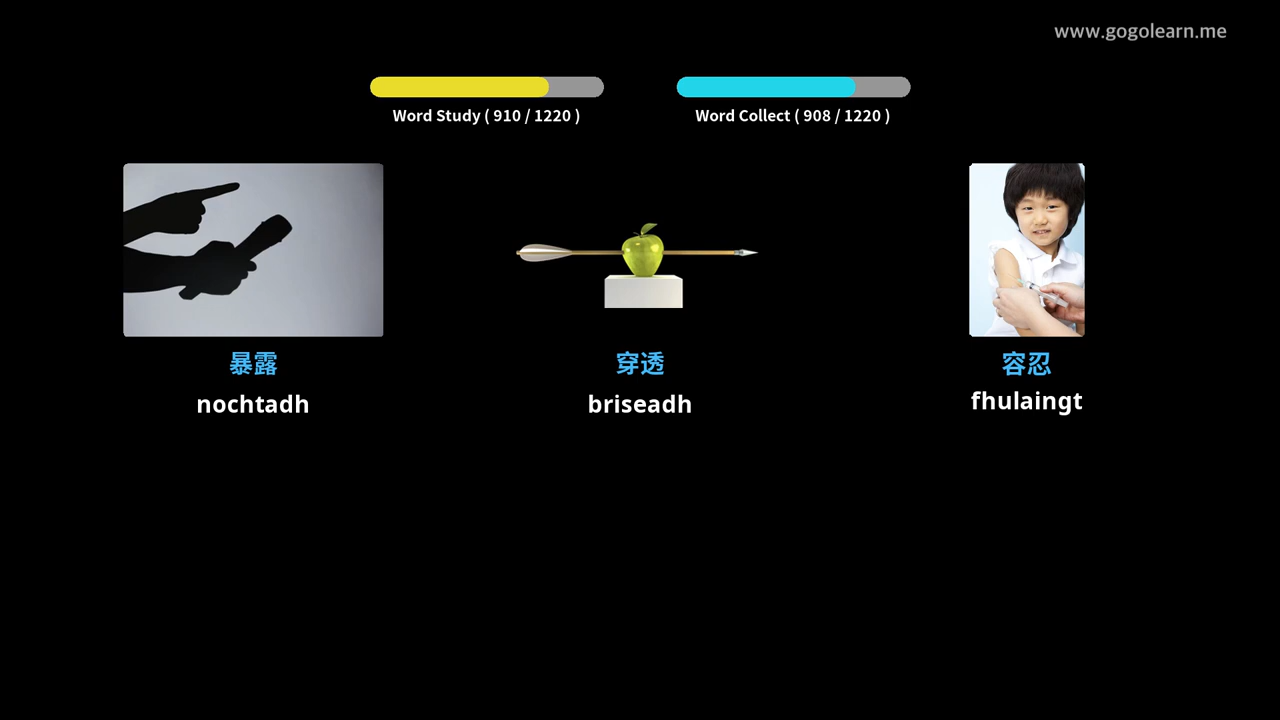 www.gogolearn.me
Word Study ( 910 / 1220 )
Word Collect ( 908 / 1220 )
暴露
穿透
容忍
nochtadh
briseadh
fhulaingt